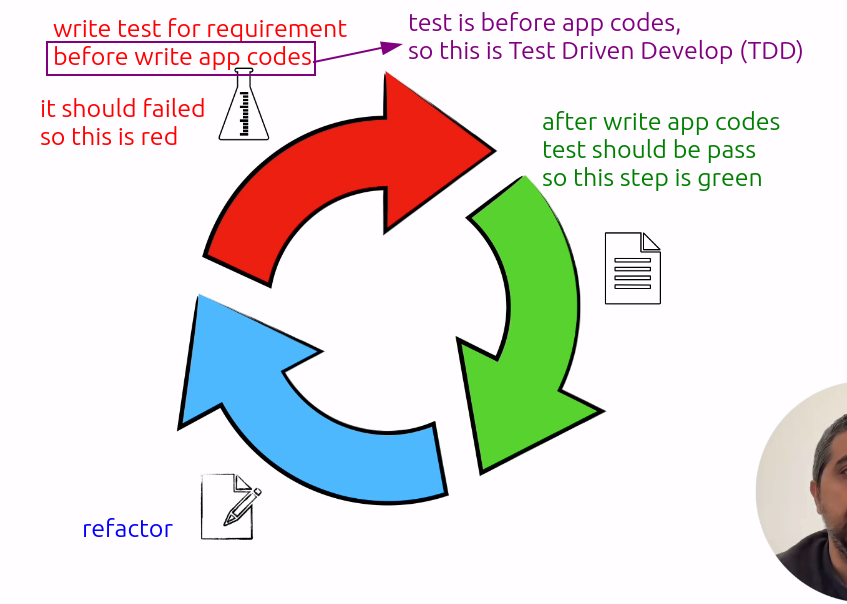 write test for requirement
before write app codes
test is before app codes,
so this is Test Driven Develop (TDD)
it should failed
so this is red
after write app codes
test should be pass
so this step is green
refactor